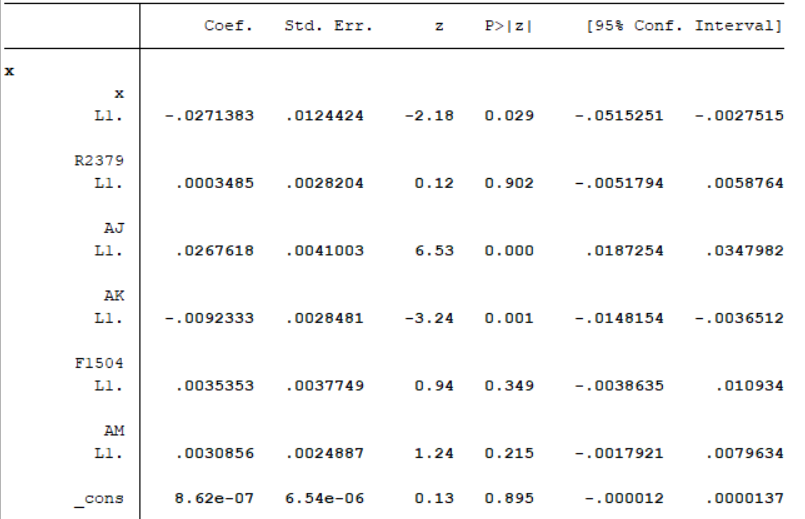 Coef. Std. Err. z P>|z| [95% Conf. Interval]
x
x
L1. -.0271383 .0124424 -2.18 0.029 -.0515251 -.0027515
R2379
L1. .0003485 .0028204 0.12 0.902 -.0051794 .0058764
AJ
L1. .0267618 .0041003 6.53 0.000 .0187254 .0347982
AK
L1. -.0092333 .0028481 -3.24 0.001 -.0148154 -.0036512
F1504
L1. .0035353 .0037749 0.94 0.349 -.0038635 .010934
AM
L1. .0030856 .0024887 1.24 0.215 -.0017921 .0079634
_cons 8.62e-07 6.54e-06 0.13 0.895 -.000012 .0000137